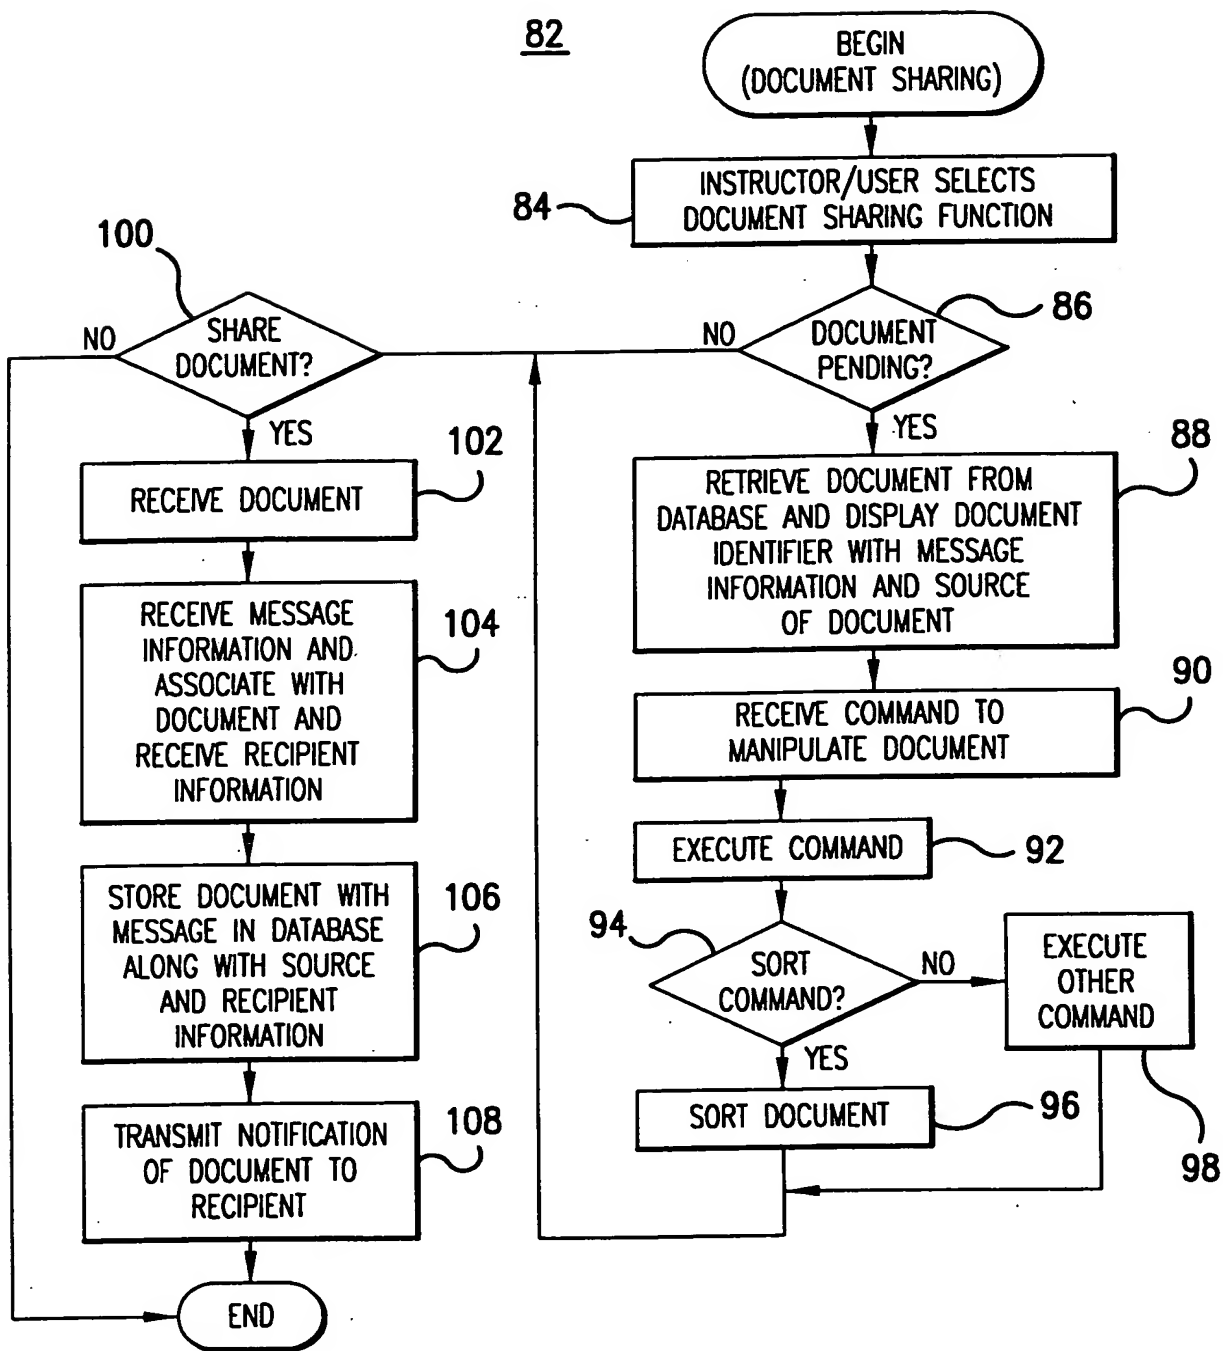 82
BEGIN
(DOCUMENT SHARING)
84
INSTRUCTOR/USER SELECTS
DOCUMENT SHARING FUNCTION
86
DOCUMENT
PENDING?
NO
YES
88
RETRIEVE DOCUMENT FROM
DATABASE AND DISPLAY DOCUMENT
IDENTIFIER WITH MESSAGE
INFORMATION AND SOURCE
OF DOCUMENT
90
RECEIVE COMMAND TO
MANIPULATE DOCUMENT
EXECUTE COMMAND
92
94
SORT
COMMAND?
NO
YES
EXECUTE
OTHER
COMMAND
98
SORT DOCUMENT
96
100
SHARE
DOCUMENT?
NO
YES
102
RECEIVE DOCUMENT
RECEIVE MESSAGE
INFORMATION AND
ASSOCIATE WITH
DOCUMENT AND
RECEIVE RECIPIENT
INFORMATION
104
STORE DOCUMENT WITH
MESSAGE IN DATABASE
ALONG WITH SOURCE
AND RECIPIENT
INFORMATION
106
TRANSMIT NOTIFICATION
OF DOCUMENT TO
RECIPIENT
108
END